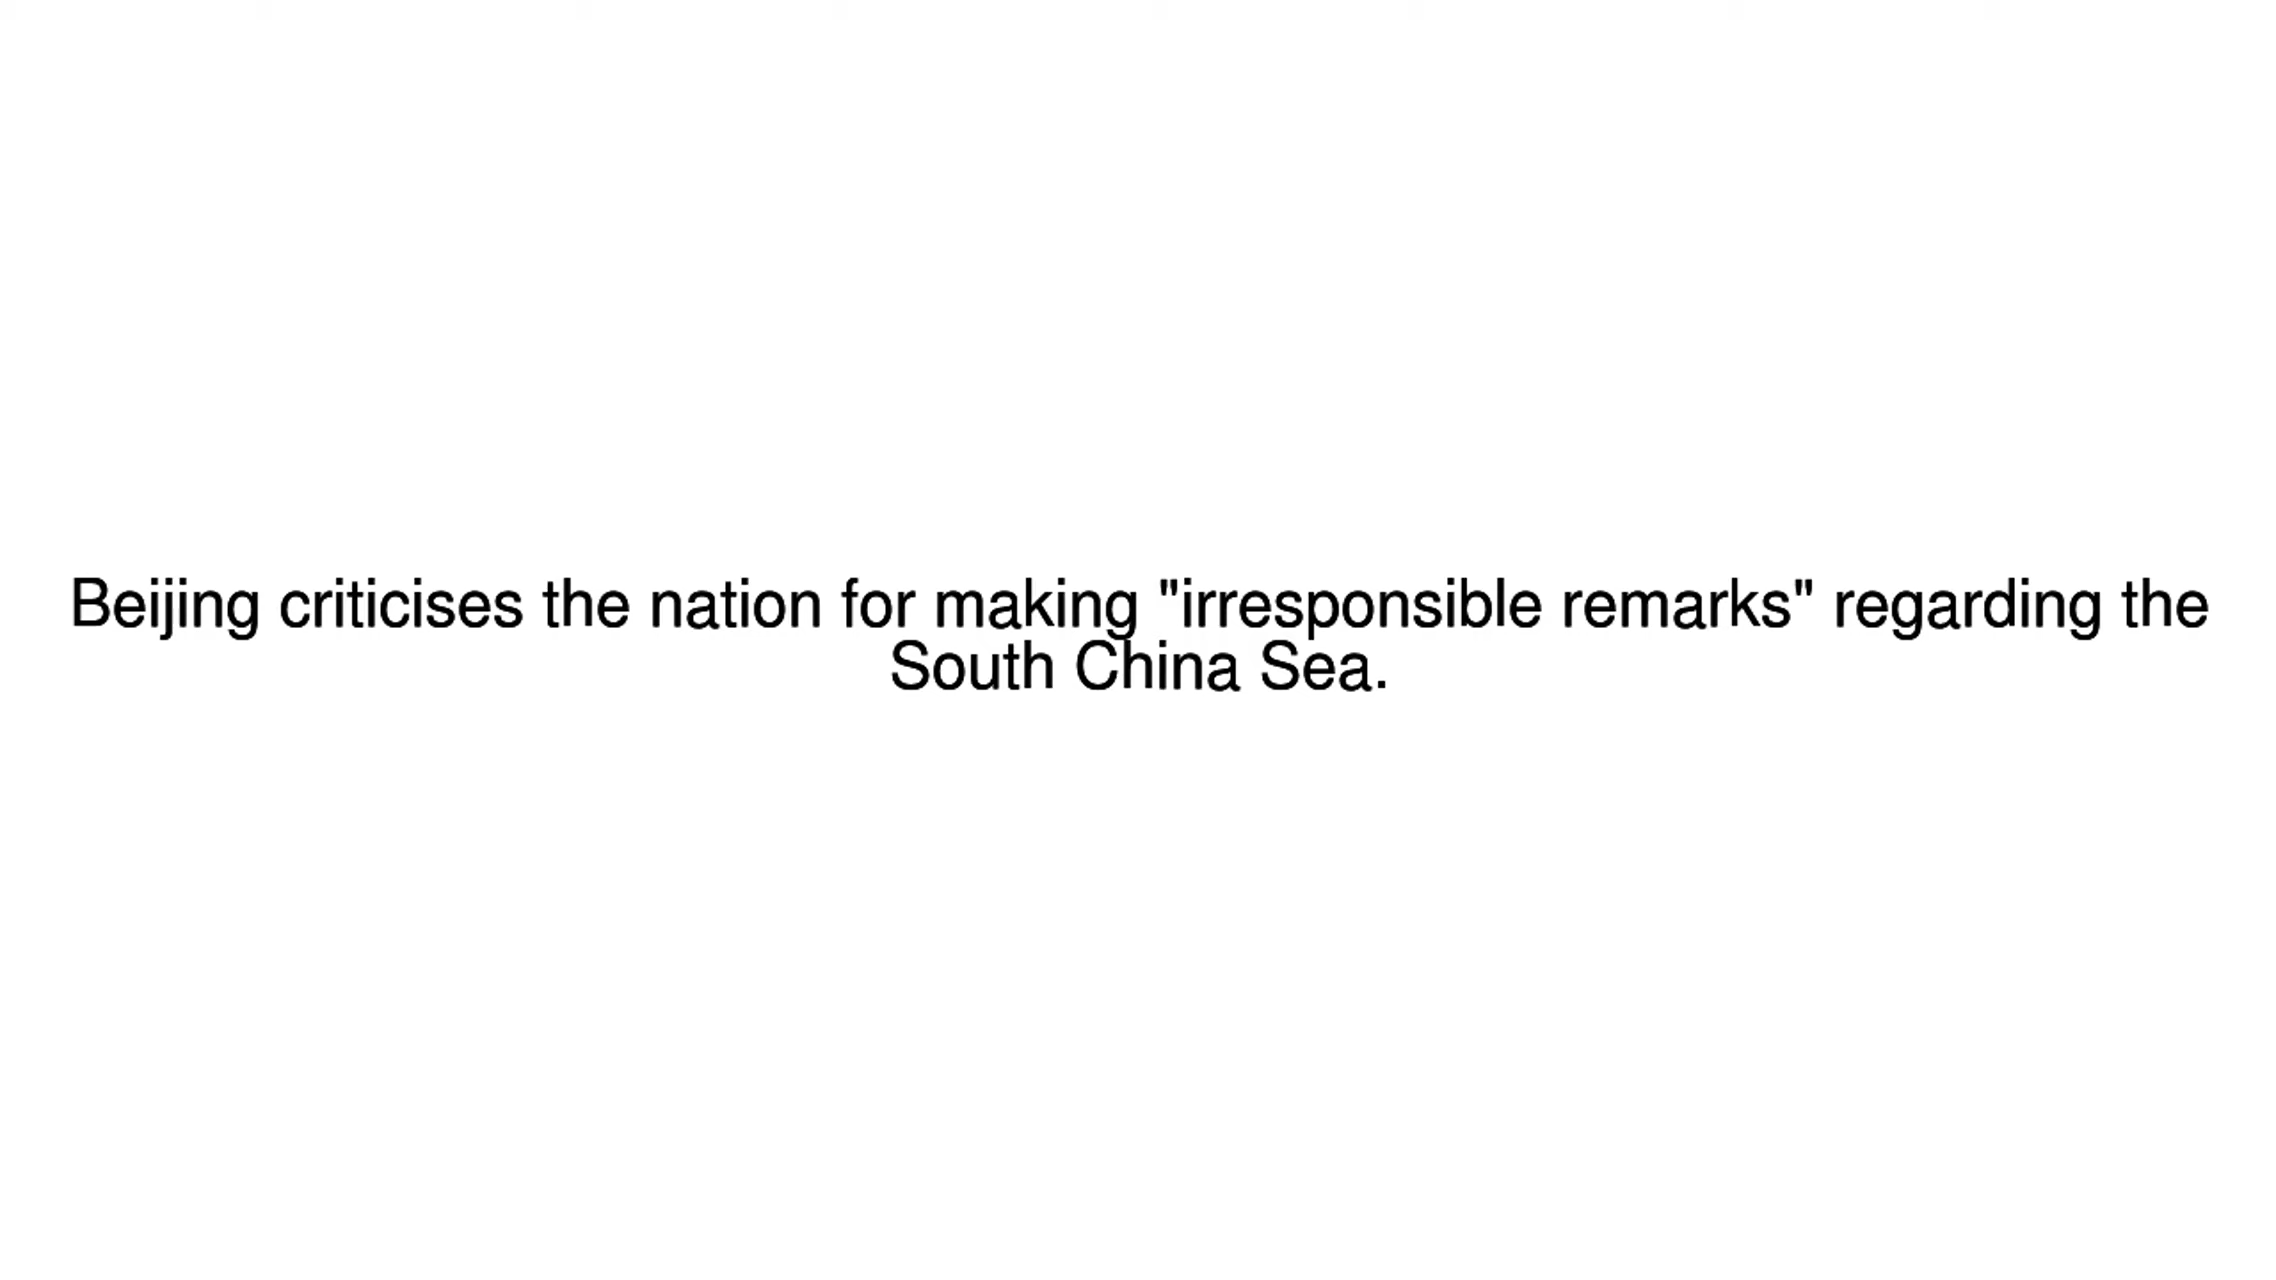 Beijing criticises the nation for making "irresponsible remarks" regarding the
South China Sea.